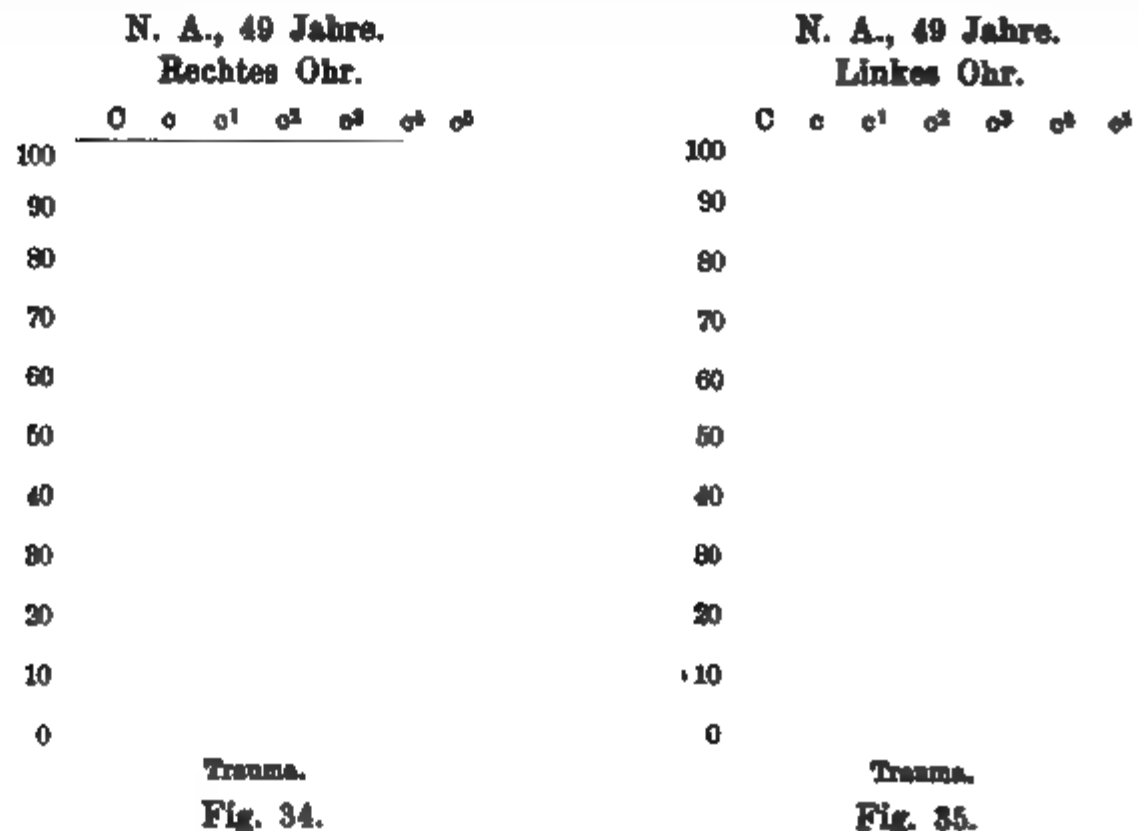 N. A., 49 Jahre.
Rechtes Ohr.
C c c¹ c² c³ c⁴ c⁵
100
90
80
70
60
50
40
30
20
10
0
Trauma.
Fig. 34.
N. A., 49 Jahre.
Linkes Ohr.
C c c¹ c² c³ c⁴ c⁵
100
90
80
70
60
50
40
30
20
10
0
Trauma.
Fig. 35.